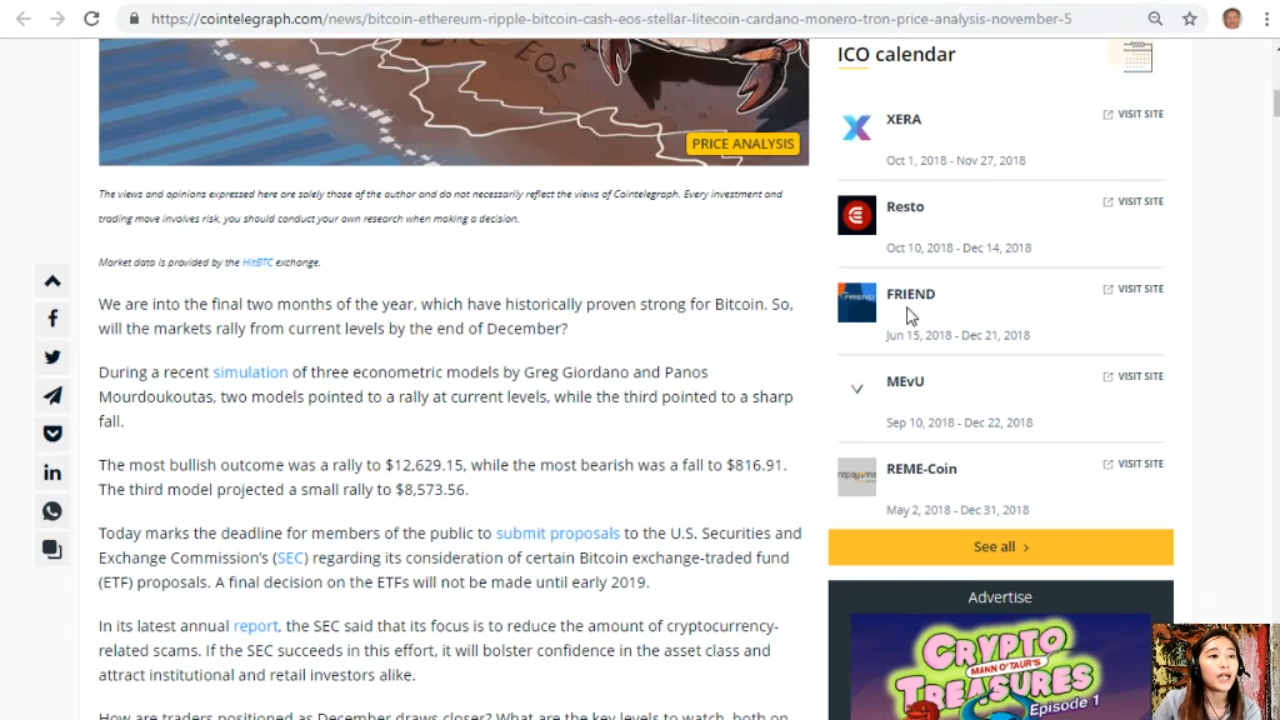 https://cointelegraph.com/news/bitcoin-ethereum-ripple-bitcoin-cash-eos-stellar-litecoin-cardano-monero-tron-price-analysis-november-5
EOS
PRICE ANALYSIS
The views and opinions expressed here are solely those of the author and do not necessarily reflect the views of Cointelegraph. Every investment and
trading move involves risk, you should conduct your own research when making a decision.
Market data is provided by the HitBTC exchange.
We are into the final two months of the year, which have historically proven strong for Bitcoin. So,
will the markets rally from current levels by the end of December?
During a recent simulation of three econometric models by Greg Giordano and Panos
Mourdoukoutas, two models pointed to a rally at current levels, while the third pointed to a sharp
fall.
The most bullish outcome was a rally to $12,629.15, while the most bearish was a fall to $816.91.
The third model projected a small rally to $8,573.56.
Today marks the deadline for members of the public to submit proposals to the U.S. Securities and
Exchange Commission's (SEC) regarding its consideration of certain Bitcoin exchange-traded fund
(ETF) proposals. A final decision on the ETFs will not be made until early 2019.
In its latest annual report, the SEC said that its focus is to reduce the amount of cryptocurrency-
related scams. If the SEC succeeds in this effort, it will bolster confidence in the asset class and
attract institutional and retail investors alike.
How are traders positioned as December draws closer? What are the key levels to watch, both on
ICO calendar
XERA
VISIT SITE
Oct 1, 2018 - Nov 27, 2018
Resto
VISIT SITE
Oct 10, 2018 - Dec 14, 2018
FRIEND
FRIEND
VISIT SITE
Jun 15, 2018 - Dec 21, 2018
MEvU
VISIT SITE
Sep 10, 2018 - Dec 22, 2018
repayme
REME-Coin
VISIT SITE
May 2, 2018 - Dec 31, 2018
See all
Advertise
CRYPTO
MANN O'TAUR'S
TREASURES
Episode 1